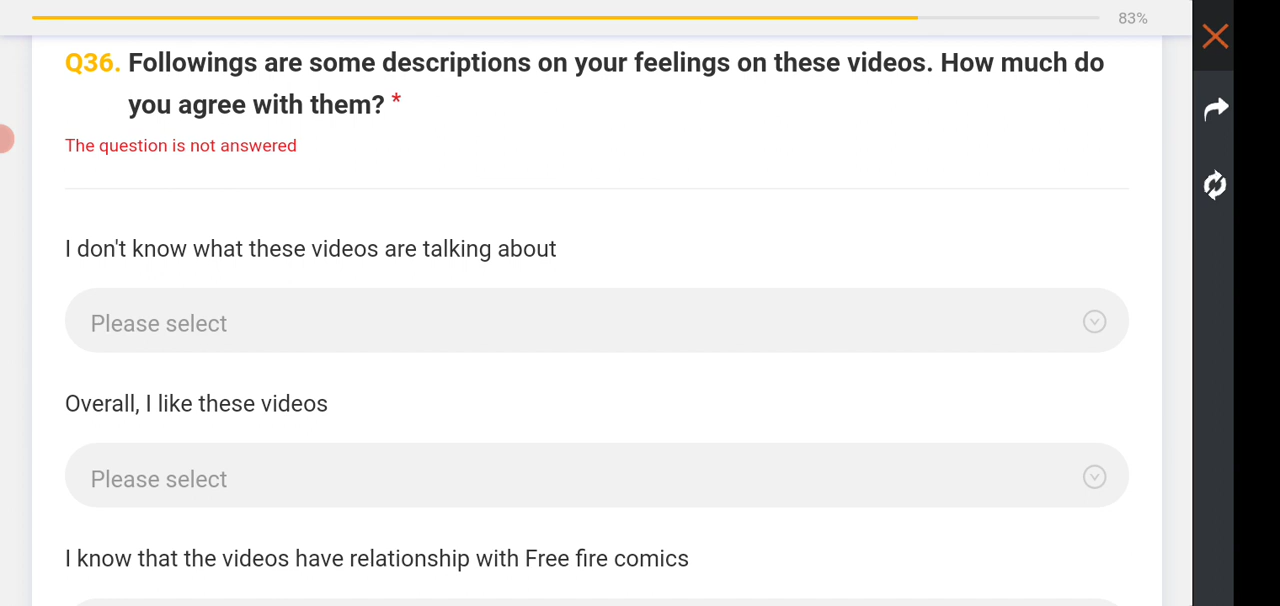 83%
Q36. Followings are some descriptions on your feelings on these videos. How much do
you agree with them? *
The question is not answered
I don't know what these videos are talking about
Please select
Overall, I like these videos
Please select
I know that the videos have relationship with Free fire comics